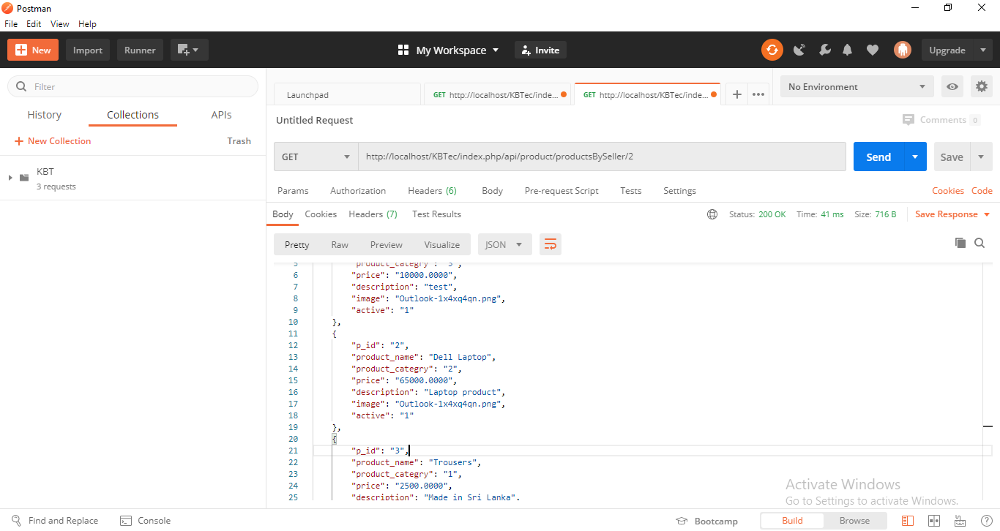 Postman
File Edit View Help
New Import Runner My Workspace Invite Upgrade
Filter
History Collections APIs
New Collection Trash
KBT
3 requests
Launchpad GET http://localhost/KBTec/inde... GET http://localhost/KBTec/inde... No Environment
Untitled Request Comments 0
GET http://localhost/KBTec/index.php/api/product/productsBySeller/2 Send Save
Params Authorization Headers (6) Body Pre-request Script Tests Settings Cookies Code
Body Cookies Headers (7) Test Results Status: 200 OK Time: 41 ms Size: 716 B Save Response
Pretty Raw Preview Visualize JSON
5 "product_categry": "3",
6 "price": "10000.0000",
7 "description": "test",
8 "image": "Outlook-1x4xq4qn.png",
9 "active": "1"
10 },
11 {
12 "p_id": "2",
13 "product_name": "Dell Laptop",
14 "product_categry": "2",
15 "price": "65000.0000",
16 "description": "Laptop product",
17 "image": "Outlook-1x4xq4qn.png",
18 "active": "1"
19 },
20 {
21 "p_id": "3",
22 "product_name": "Trousers",
23 "product_categry": "1",
24 "price": "2500.0000",
25 "description": "Made in Sri Lanka",
Activate Windows
Go to Settings to activate Windows.
Find and Replace Console Bootcamp Build Browse